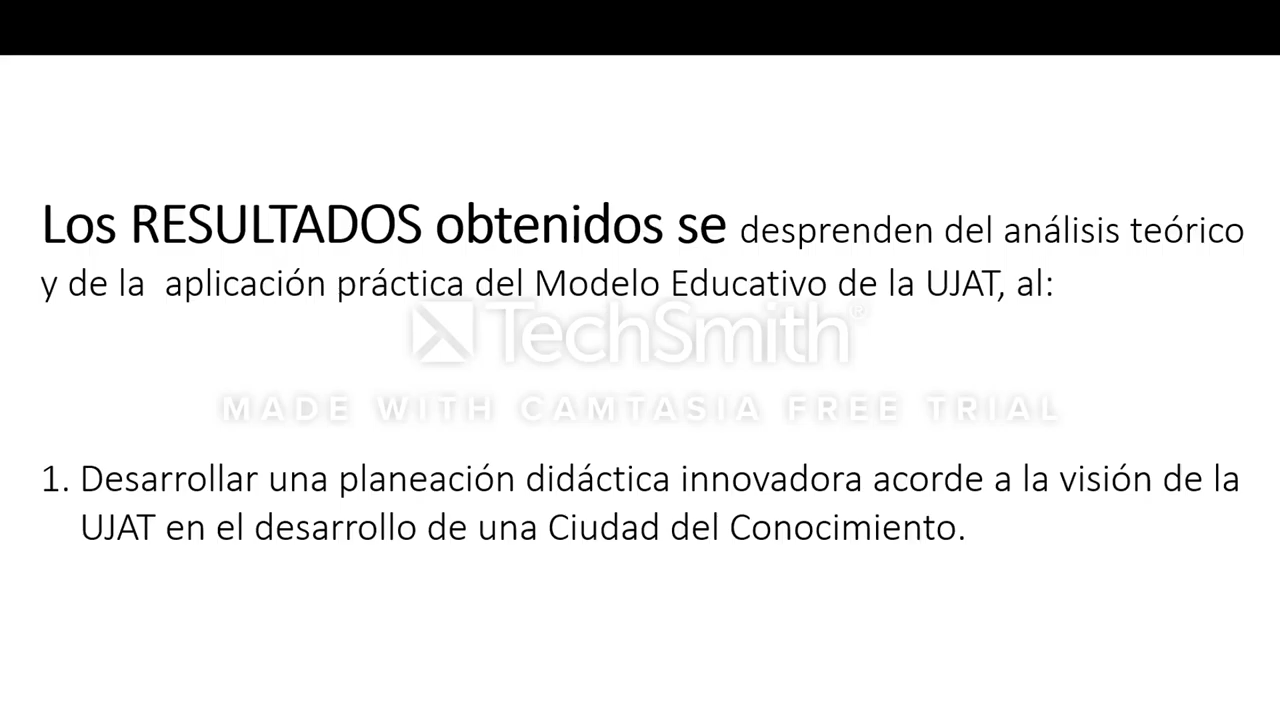 Los RESULTADOS obtenidos se desprenden del análisis teórico
y de la aplicación práctica del Modelo Educativo de la UJAT, al:
TechSmith®
MADE WITH CAMTASIA FREE TRIAL
1. Desarrollar una planeación didáctica innovadora acorde a la visión de la
UJAT en el desarrollo de una Ciudad del Conocimiento.